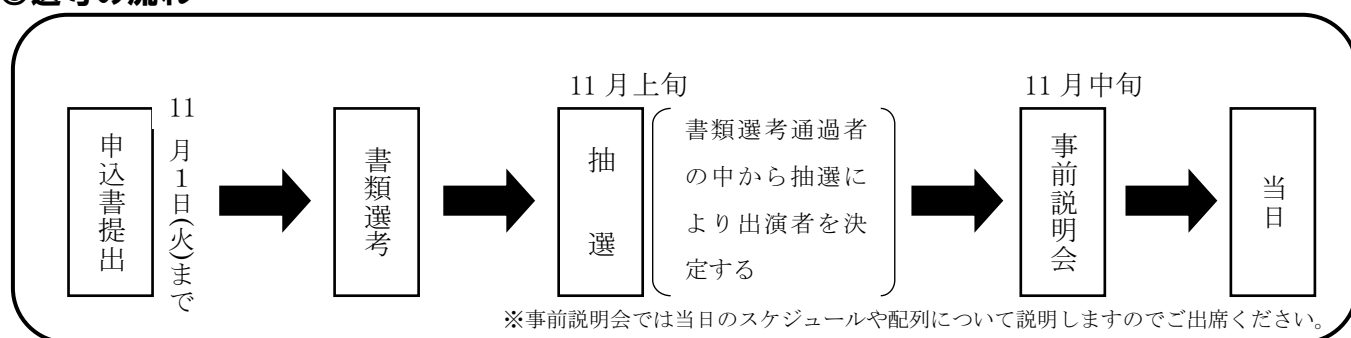 申込書提出
11月1日(火)まで
書類選考
11月上旬
抽選
書類選考通過者
の中から抽選に
より出演者を決
定する
11月中旬
事前説明会
当日
※事前説明会では当日のスケジュールや配列について説明しますのでご出席ください。